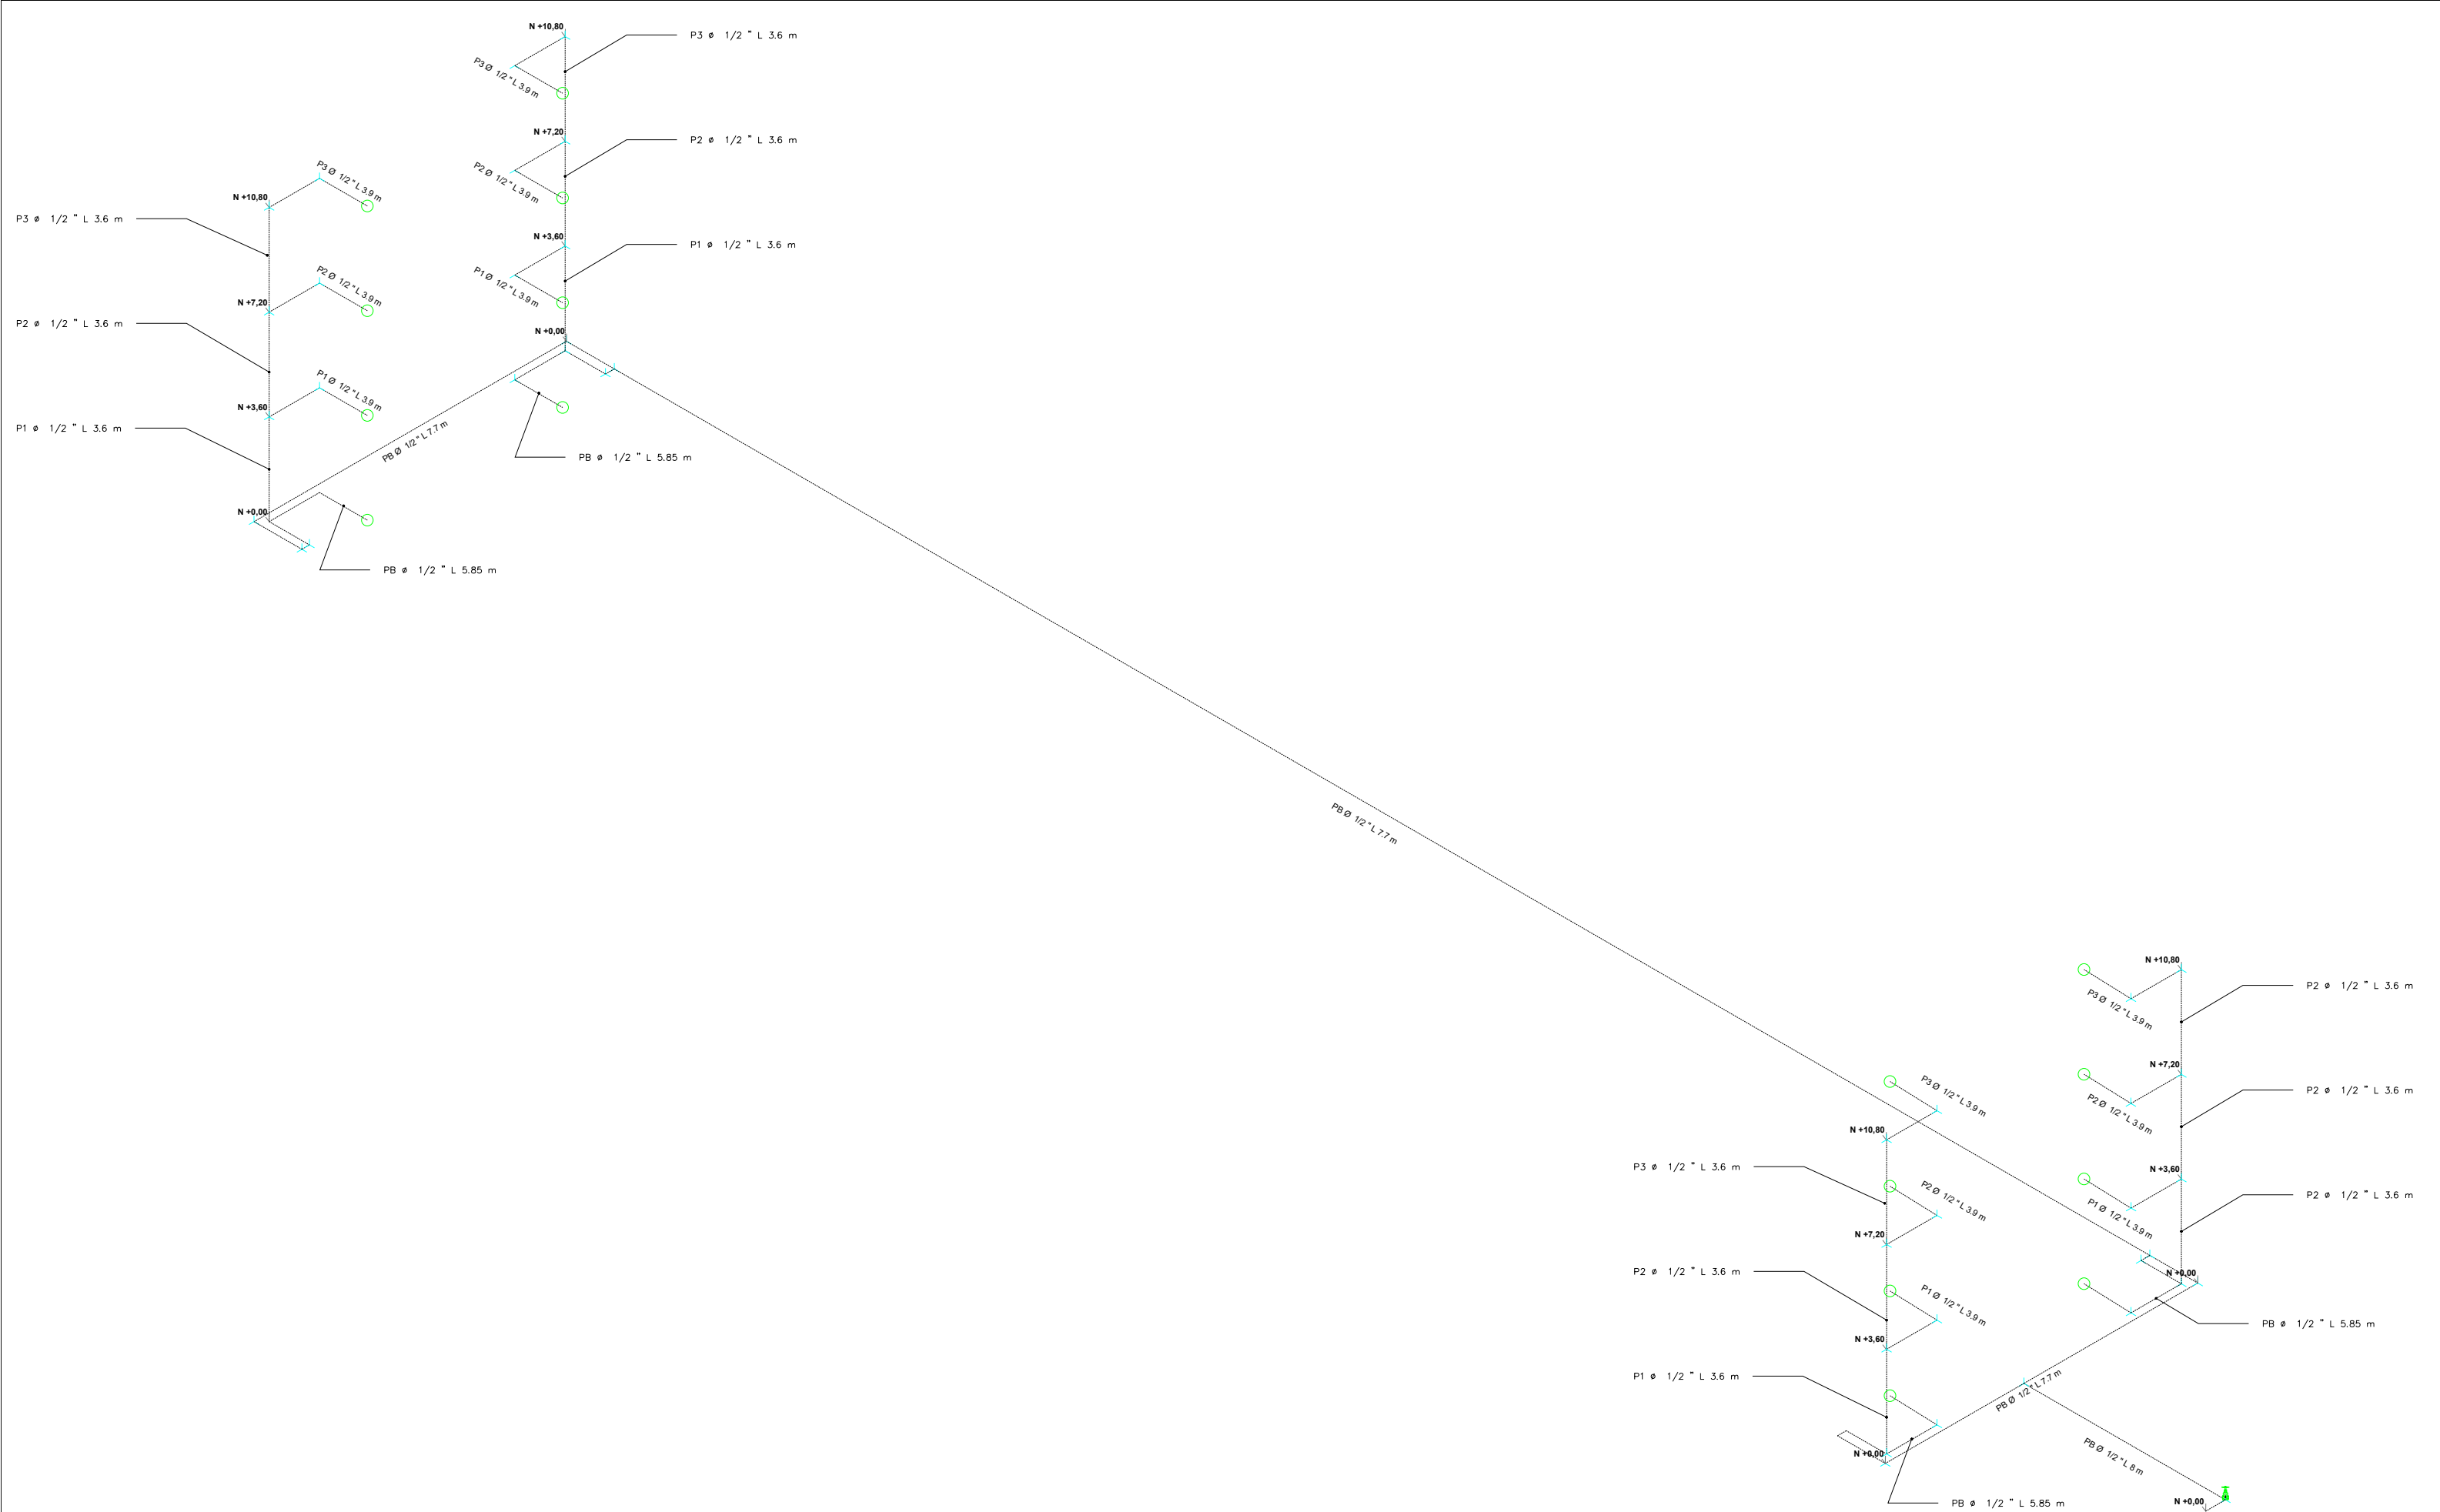 N +10,80
P3 ø 1/2 " L 3.6 m
P3 Ø 1/2 " L 3.9 m
N +7,20
P2 ø 1/2 " L 3.6 m
P2 Ø 1/2 " L 3.9 m
N +3,60
P1 ø 1/2 " L 3.6 m
P1 Ø 1/2 " L 3.9 m
N +0,00
PB ø 1/2 " L 5.85 m
P3 Ø 1/2 " L 3.9 m
N +10,80
P3 ø 1/2 " L 3.6 m
P2 Ø 1/2 " L 3.9 m
N +7,20
P2 ø 1/2 " L 3.6 m
P1 Ø 1/2 " L 3.9 m
N +3,60
P1 ø 1/2 " L 3.6 m
PB Ø 1/2 " L 7.7 m
N +0,00
PB ø 1/2 " L 5.85 m
PB Ø 1/2 " L 7.7 m
N +10,80
P2 ø 1/2 " L 3.6 m
P3 Ø 1/2 " L 3.9 m
N +7,20
P2 ø 1/2 " L 3.6 m
P2 Ø 1/2 " L 3.9 m
N +3,60
P2 ø 1/2 " L 3.6 m
P1 Ø 1/2 " L 3.9 m
N +0,00
PB ø 1/2 " L 5.85 m
P3 Ø 1/2 " L 3.9 m
N +10,80
P3 ø 1/2 " L 3.6 m
P2 Ø 1/2 " L 3.9 m
N +7,20
P2 ø 1/2 " L 3.6 m
P1 Ø 1/2 " L 3.9 m
N +3,60
P1 ø 1/2 " L 3.6 m
PB Ø 1/2 " L 7.7 m
N +0,00
PB Ø 1/2 " L 8 m
PB ø 1/2 " L 5.85 m
N +0,00